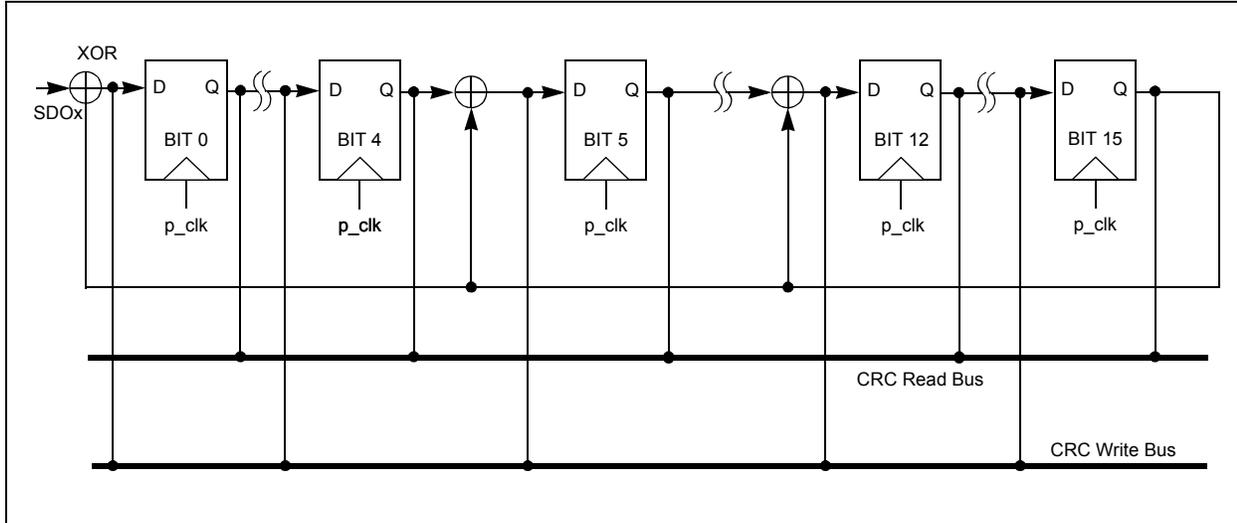 XOR
SDOx
D Q
BIT 0
p_clk
D Q
BIT 4
p_clk
D Q
BIT 5
p_clk
D Q
BIT 12
p_clk
D Q
BIT 15
p_clk
CRC Read Bus
CRC Write Bus